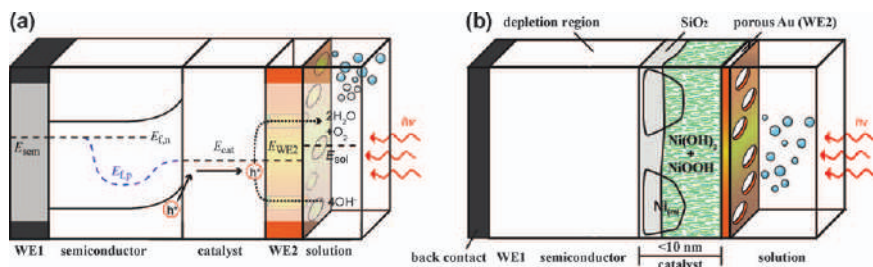 (a)
E_sem
E_f,n
E_f,p
E_cat
h⁺
h⁺
E_WE2
2H₂O
+O₂
E_sol
4OH⁻
hν
WE1
semiconductor
catalyst
WE2
solution
(b)
depletion region
SiO₂
porous Au (WE2)
Ni(OH)₂
NiOOH
hν
back contact
WE1
semiconductor
<10 nm
catalyst
solution